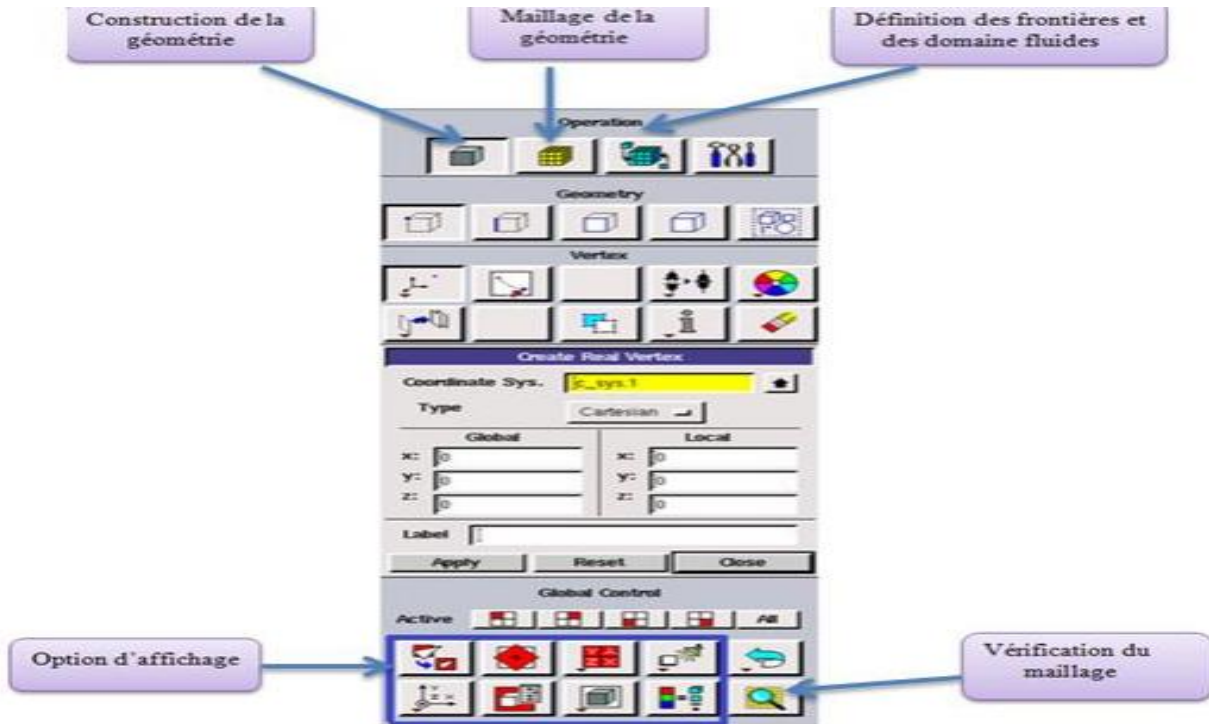 Construction de la
géométrie
Maillage de la
géométrie
Définition des frontières et
des domaine fluides
Operation
Geometry
Vertex
Create Real Vertex
Coordinate Sys. c_sys.1
Type Cartesian
Global Local
x: 0 x: 0
y: 0 y: 0
z: 0 z: 0
Label
Apply Reset Close
Global Control
Active All
Option d’affichage
Vérification du
maillage